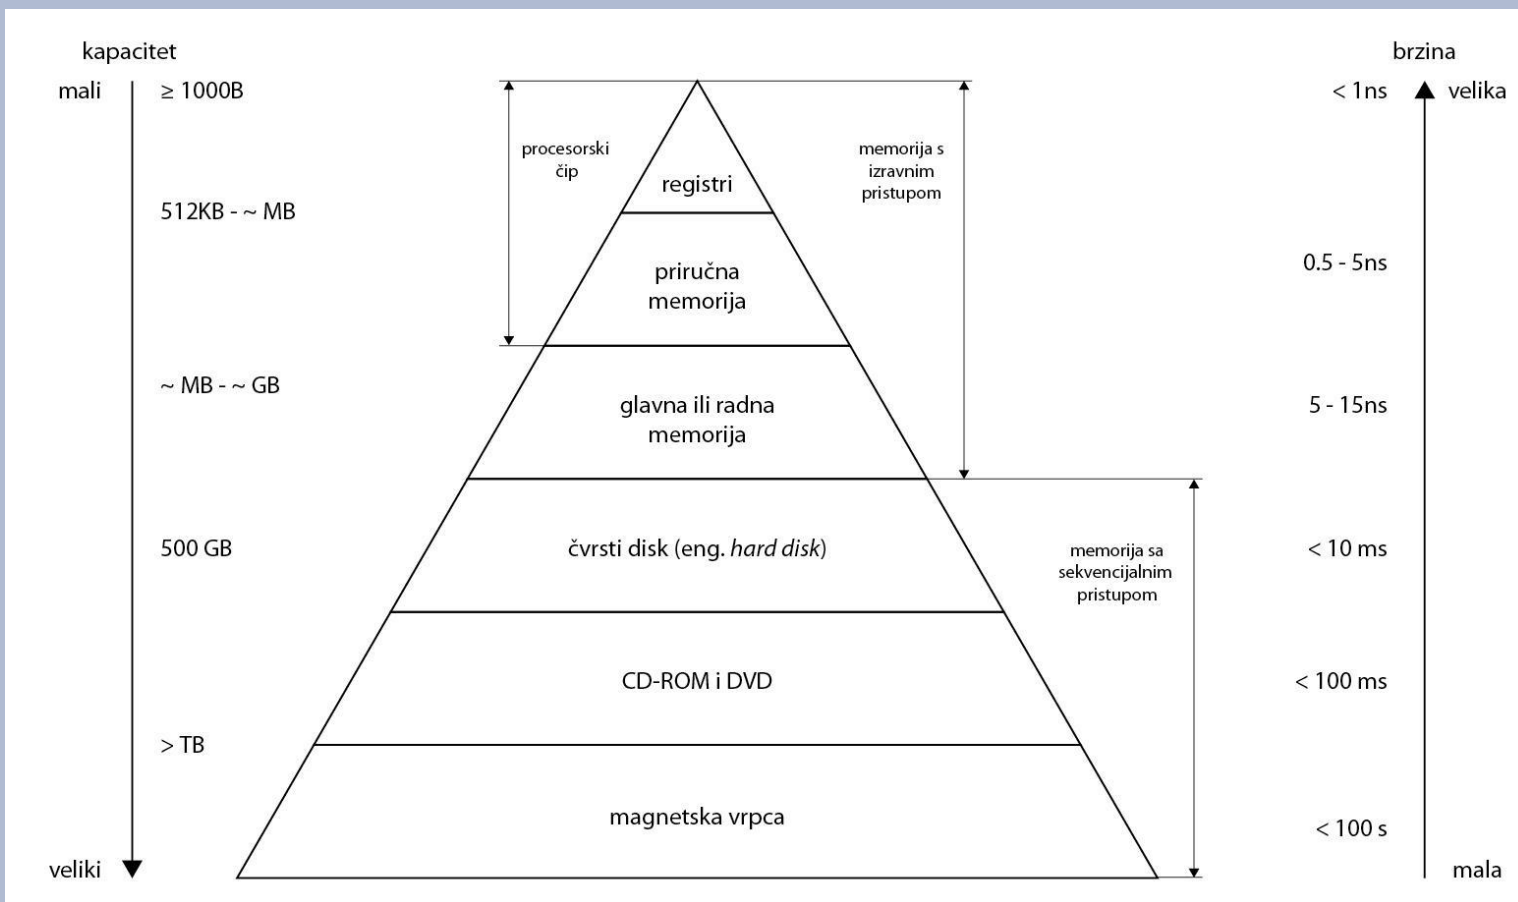 kapacitet
mali
≥ 1000B
512KB - ~ MB
~ MB - ~ GB
500 GB
> TB
veliki
procesorski
čip
memorija s
izravnim
pristupom
registri
priručna
memorija
glavna ili radna
memorija
čvrsti disk (eng. hard disk)
CD-ROM i DVD
magnetska vrpca
memorija sa
sekvencijalnim
pristupom
brzina
< 1ns
velika
0.5 - 5ns
5 - 15ns
< 10 ms
< 100 ms
< 100 s
mala